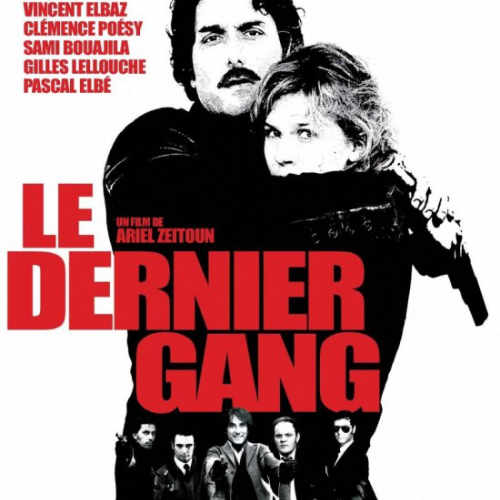 VINCENT ELBAZ
CLÉMENCE POÉSY
SAMI BOUAJILA
GILLES LELLOUCHE
PASCAL ELBÉ
UN FILM DE
ARIEL ZEITOUN
LE
DERNIER
GANG